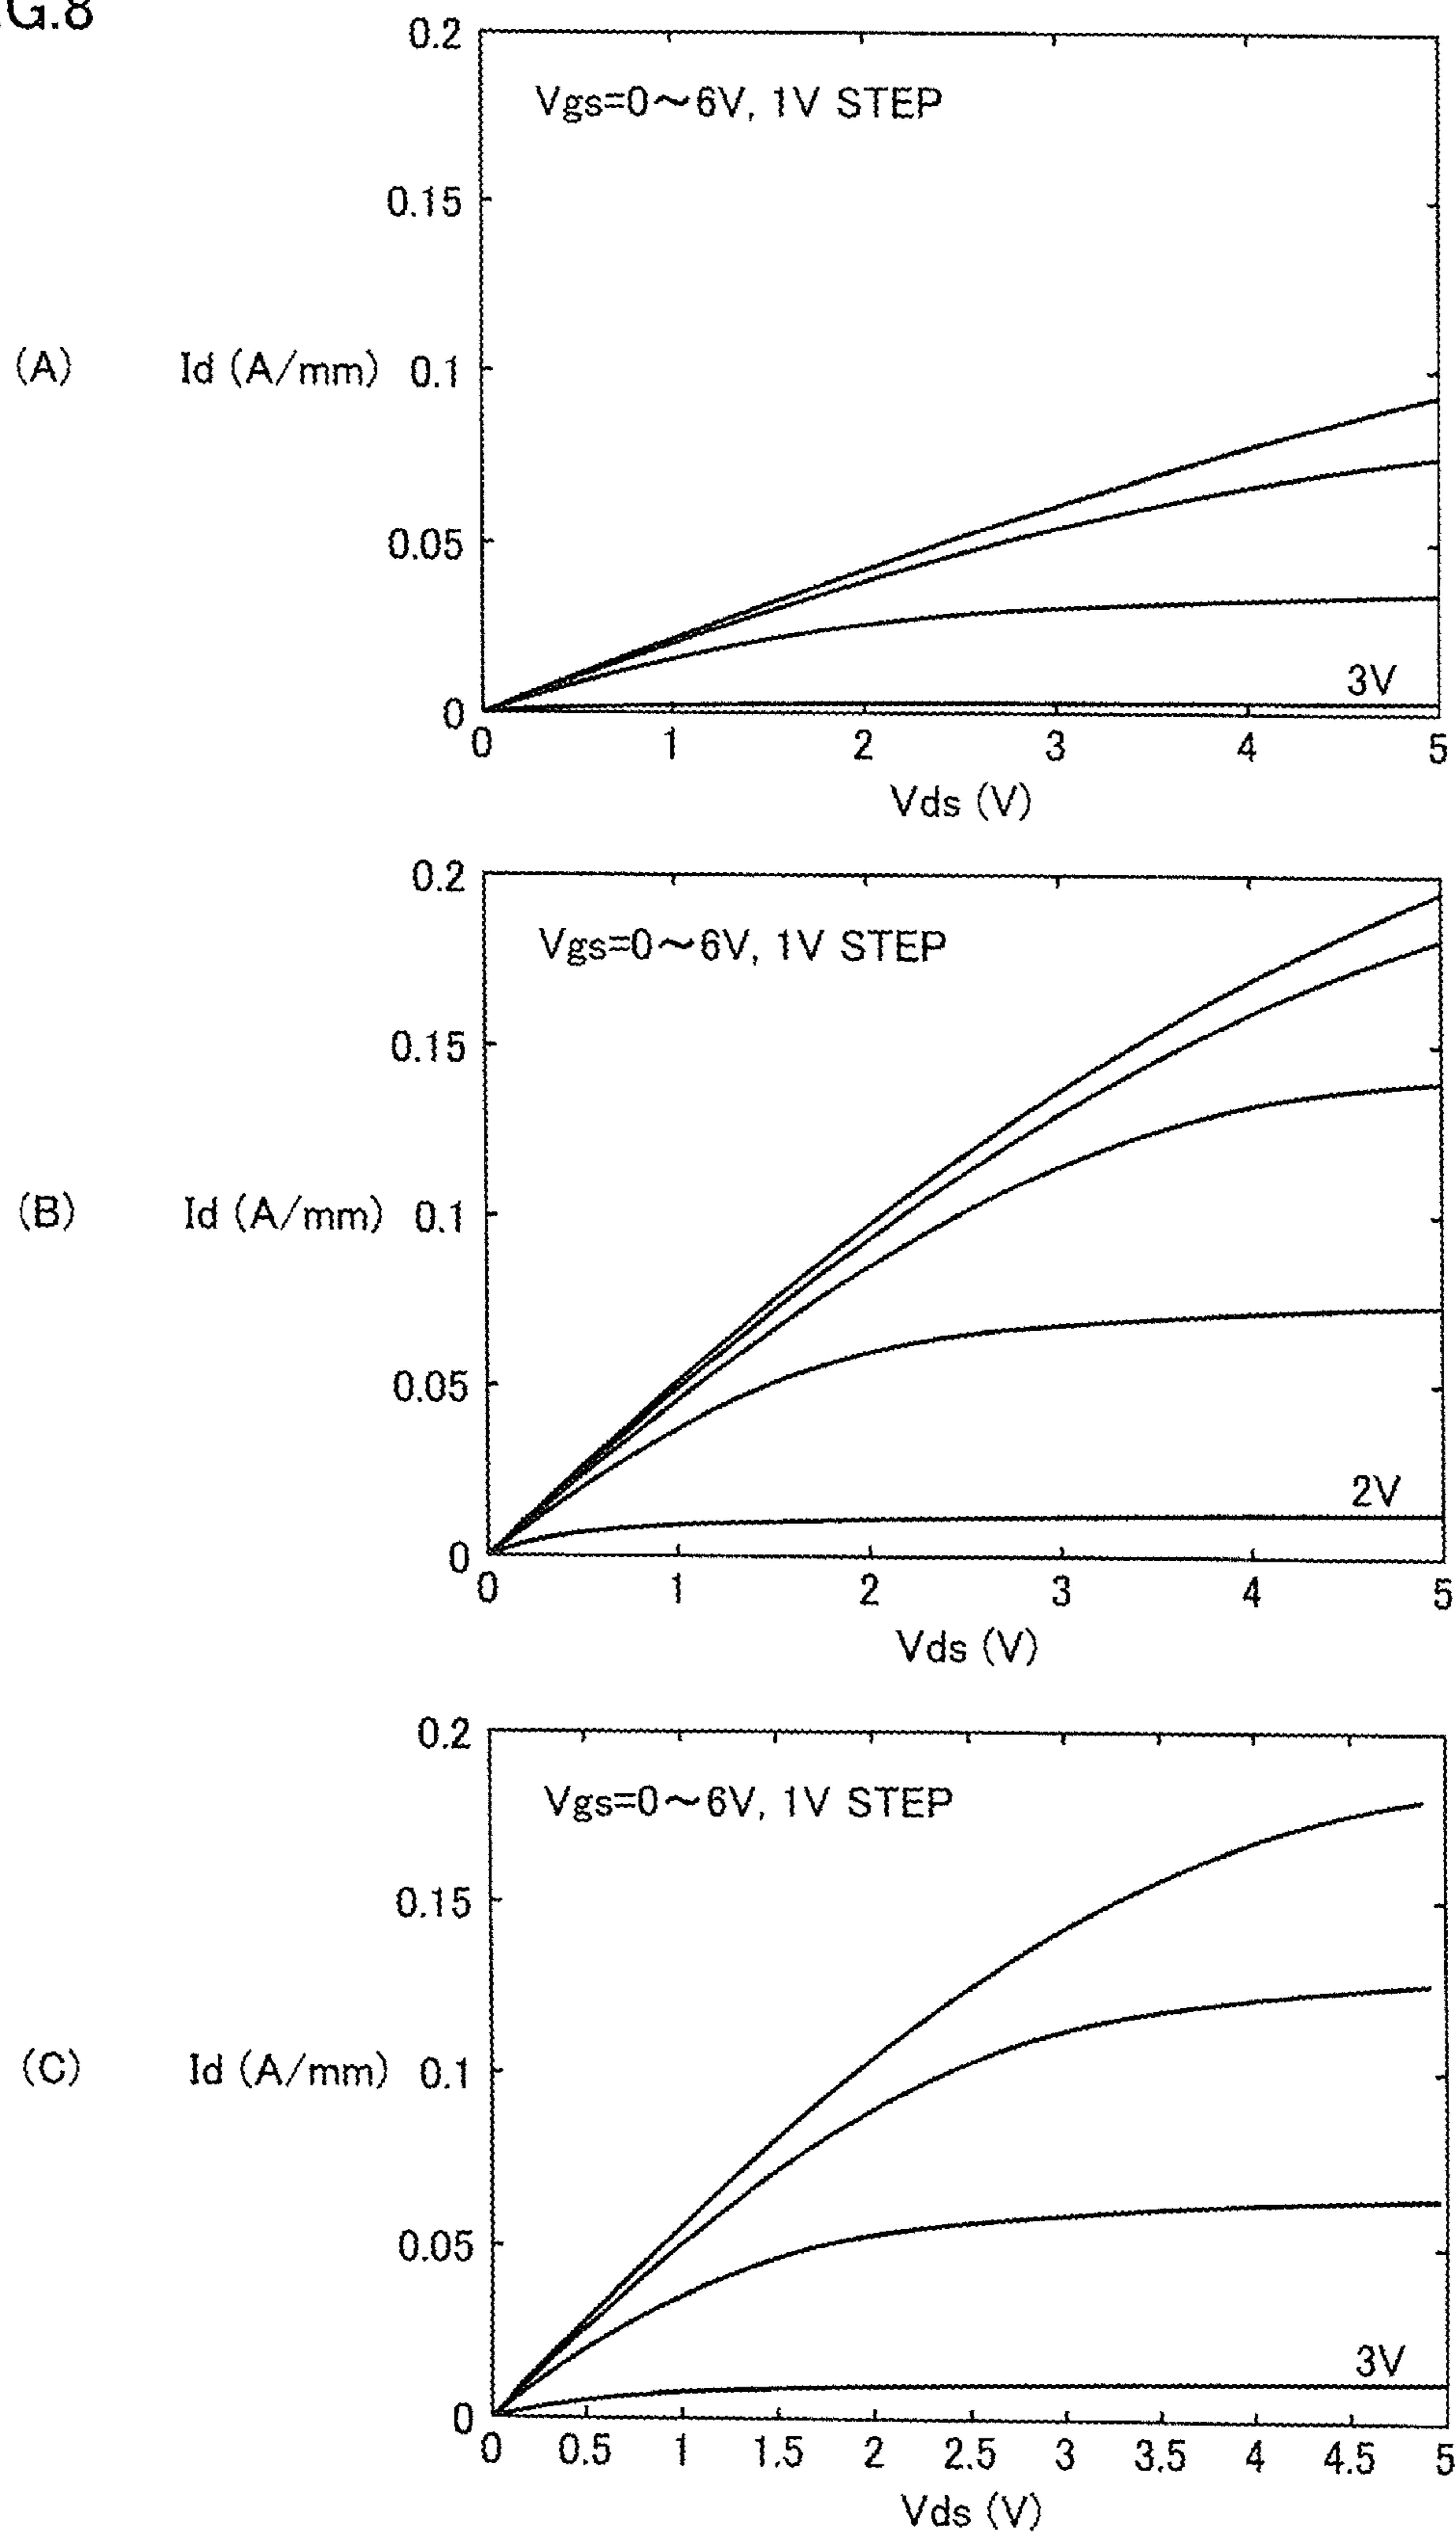 G.8
0.2
Vgs=0~6V, 1V STEP
0.15
(A) Id (A/mm) 0.1
0.05
3V
0
0 1 2 3 4 5
Vds (V)
0.2
Vgs=0~6V, 1V STEP
0.15
(B) Id (A/mm) 0.1
0.05
2V
0
0 1 2 3 4 5
Vds (V)
0.2
Vgs=0~6V, 1V STEP
0.15
(C) Id (A/mm) 0.1
0.05
3V
0
0 0.5 1 1.5 2 2.5 3 3.5 4 4.5 5
Vds (V)